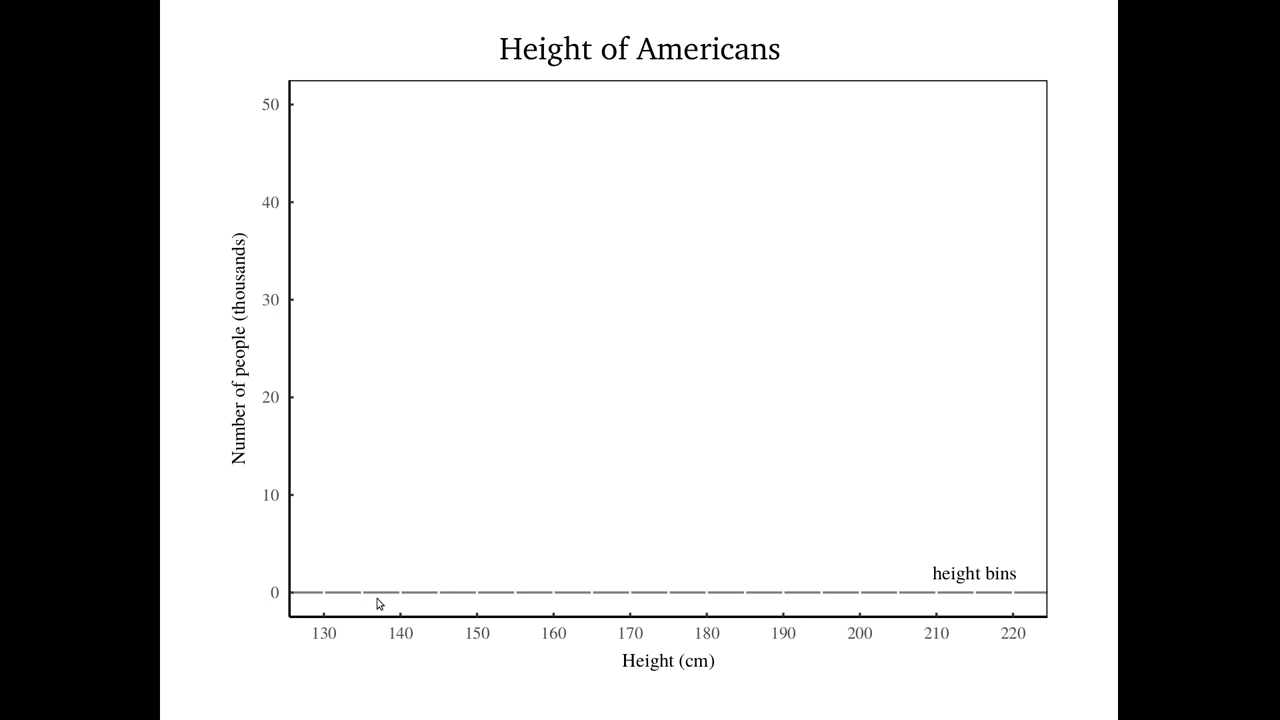 Height of Americans
50
40
30
20
10
0
Number of people (thousands)
height bins
130 140 150 160 170 180 190 200 210 220
Height (cm)